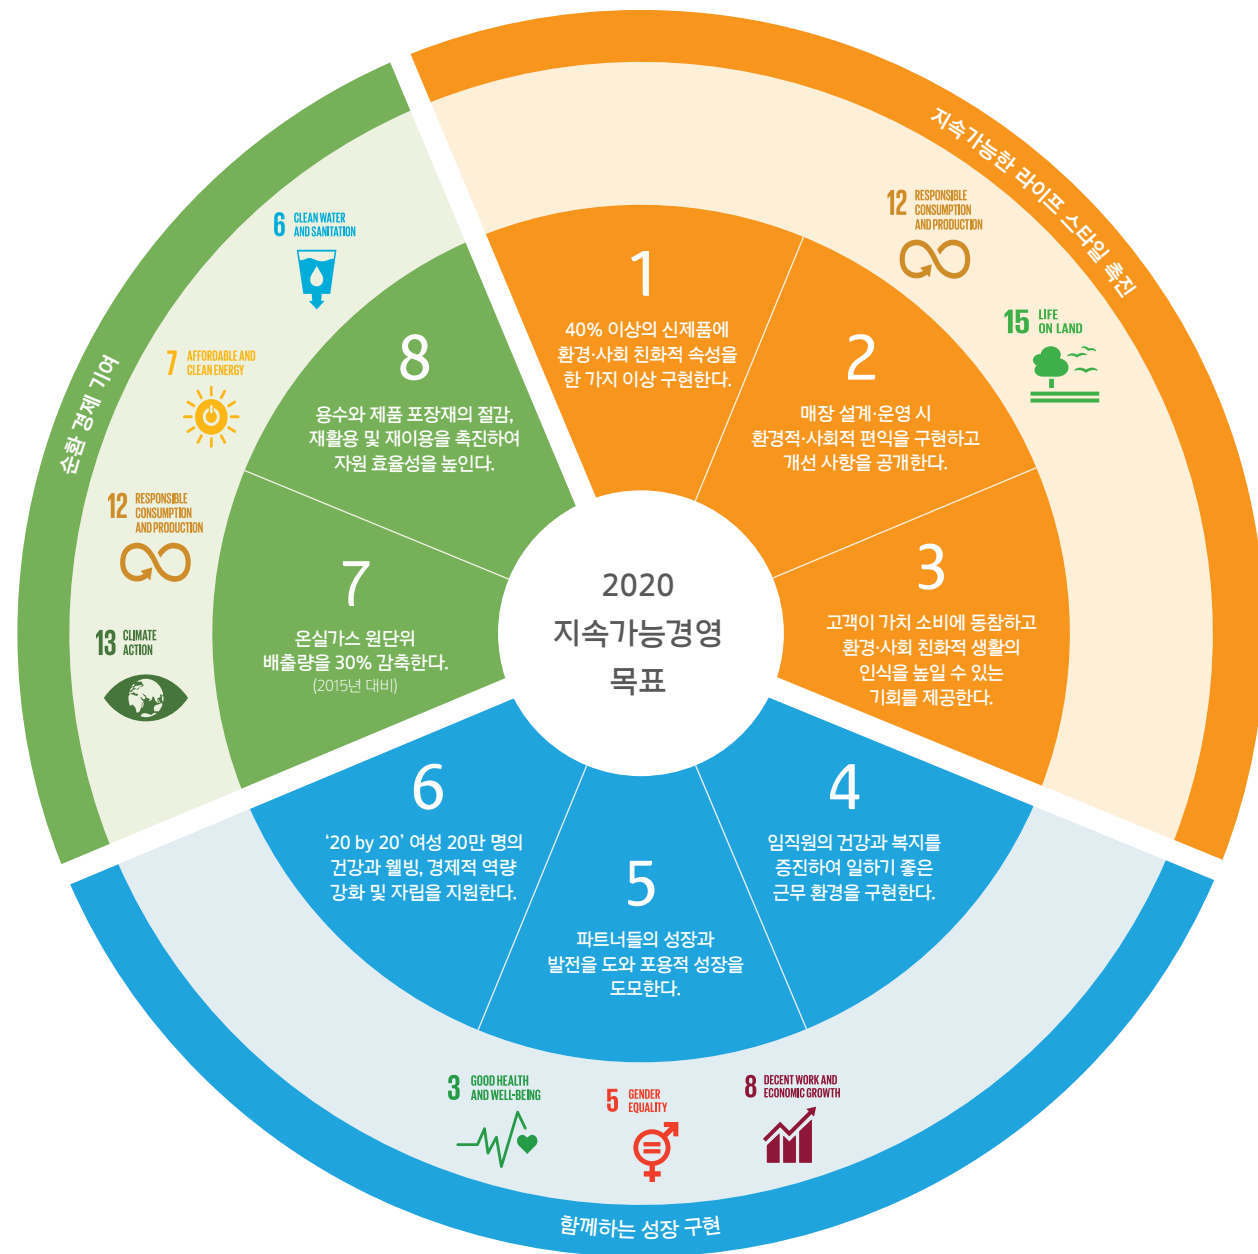 2020
지속가능경영
목표
지속가능한 라이프 스타일 촉진
12 RESPONSIBLE
CONSUMPTION
AND PRODUCTION
15 LIFE
ON LAND
1
40% 이상의 신제품에
환경·사회 친화적 속성을
한 가지 이상 구현한다.
2
매장 설계·운영 시
환경적·사회적 편익을 구현하고
개선 사항을 공개한다.
3
고객이 가치 소비에 동참하고
환경·사회 친화적 생활의
인식을 높일 수 있는
기회를 제공한다.
함께하는 성장 구현
4
임직원의 건강과 복지를
증진하여 일하기 좋은
근무 환경을 구현한다.
5
파트너들의 성장과
발전을 도와 포용적 성장을
도모한다.
6
‘20 by 20’ 여성 20만 명의
건강과 웰빙, 경제적 역량
강화 및 자립을 지원한다.
3 GOOD HEALTH
AND WELL-BEING
5 GENDER
EQUALITY
8 DECENT WORK AND
ECONOMIC GROWTH
순환 경제 기여
7
온실가스 원단위
배출량을 30% 감축한다.
(2015년 대비)
8
용수와 제품 포장재의 절감,
재활용 및 재이용을 촉진하여
자원 효율성을 높인다.
6 CLEAN WATER
AND SANITATION
7 AFFORDABLE AND
CLEAN ENERGY
12 RESPONSIBLE
CONSUMPTION
AND PRODUCTION
13 CLIMATE
ACTION